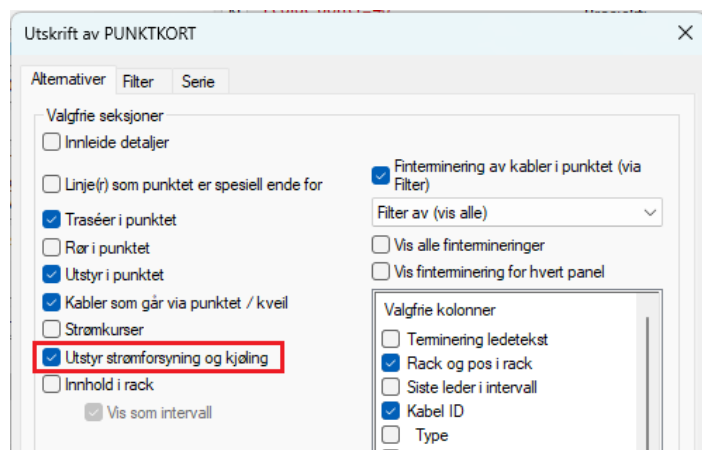 Utskrift av PUNKTKORT
Alternativer Filter Serie
Valgfrie seksjoner
Innleide detaljer
Linje(r) som punktet er spesiell ende for
Traséer i punktet
Rør i punktet
Utstyr i punktet
Kabler som går via punktet / kveil
Strømkurser
Utstyr strømforsyning og kjøling
Innhold i rack
Vis som intervall
Finterminering av kabler i punktet (via
Filter)
Filter av (vis alle)
Vis alle fintermineringer
Vis finterminering for hvert panel
Valgfrie kolonner
Terminering ledetekst
Rack og pos i rack
Siste leder i intervall
Kabel ID
Type